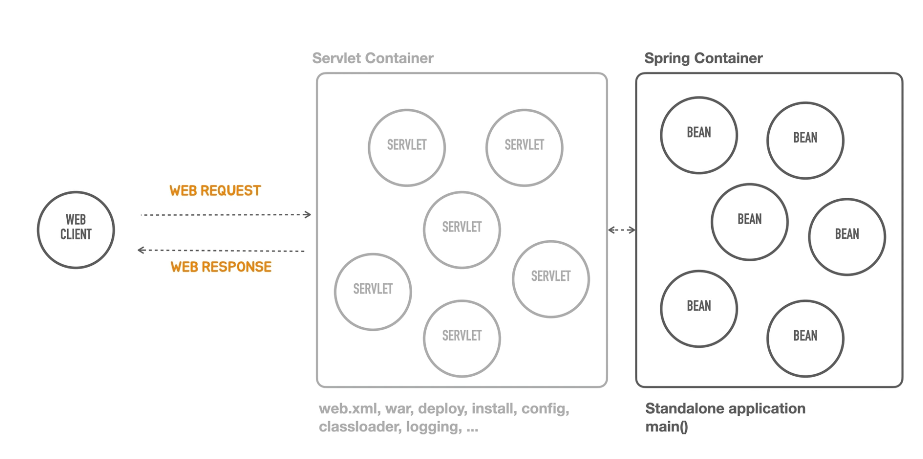 Servlet Container
Spring Container
WEB REQUEST
WEB CLIENT
WEB RESPONSE
SERVLET
SERVLET
SERVLET
SERVLET
SERVLET
SERVLET
BEAN
BEAN
BEAN
BEAN
BEAN
BEAN
web.xml, war, deploy, install, config,
classloader, logging, ...
Standalone application
main()